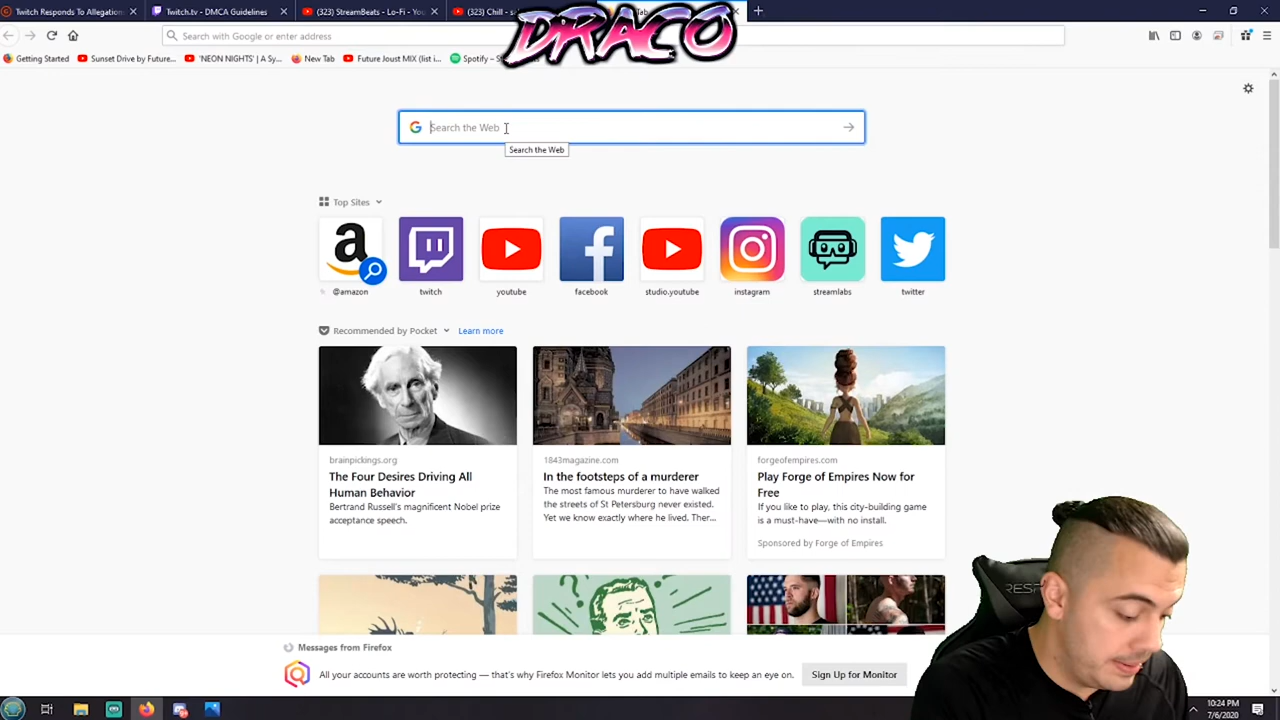 Twitch Responds To Allegations
Twitch.tv - DMCA Guidelines
(323) StreamBeats - Lo-Fi - You
(323) Chill - s
DRACO
Search with Google or enter address
Getting Started
Sunset Drive by Future...
'NEON NIGHTS' | A Sy...
New Tab
Future Joust MIX (list i...
Spotify
Search the Web
Search the Web
Top Sites
@amazon
twitch
youtube
facebook
studio.youtube
instagram
streamlabs
twitter
Recommended by Pocket
Learn more
brainpickings.org
The Four Desires Driving All
Human Behavior
Bertrand Russell's magnificent Nobel prize
acceptance speech.
1843magazine.com
In the footsteps of a murderer
The most famous murderer to have walked
the streets of St Petersburg never existed.
Yet we know exactly where he lived. Ther...
forgeofempires.com
Play Forge of Empires Now for
Free
If you like to play, this city-building game
is a must-have—with no install.
Sponsored by Forge of Empires
RESP
Messages from Firefox
All your accounts are worth protecting — that's why Firefox Monitor lets you add multiple emails to keep an eye on.
Sign Up for Monitor
10:24 PM
7/6/2020